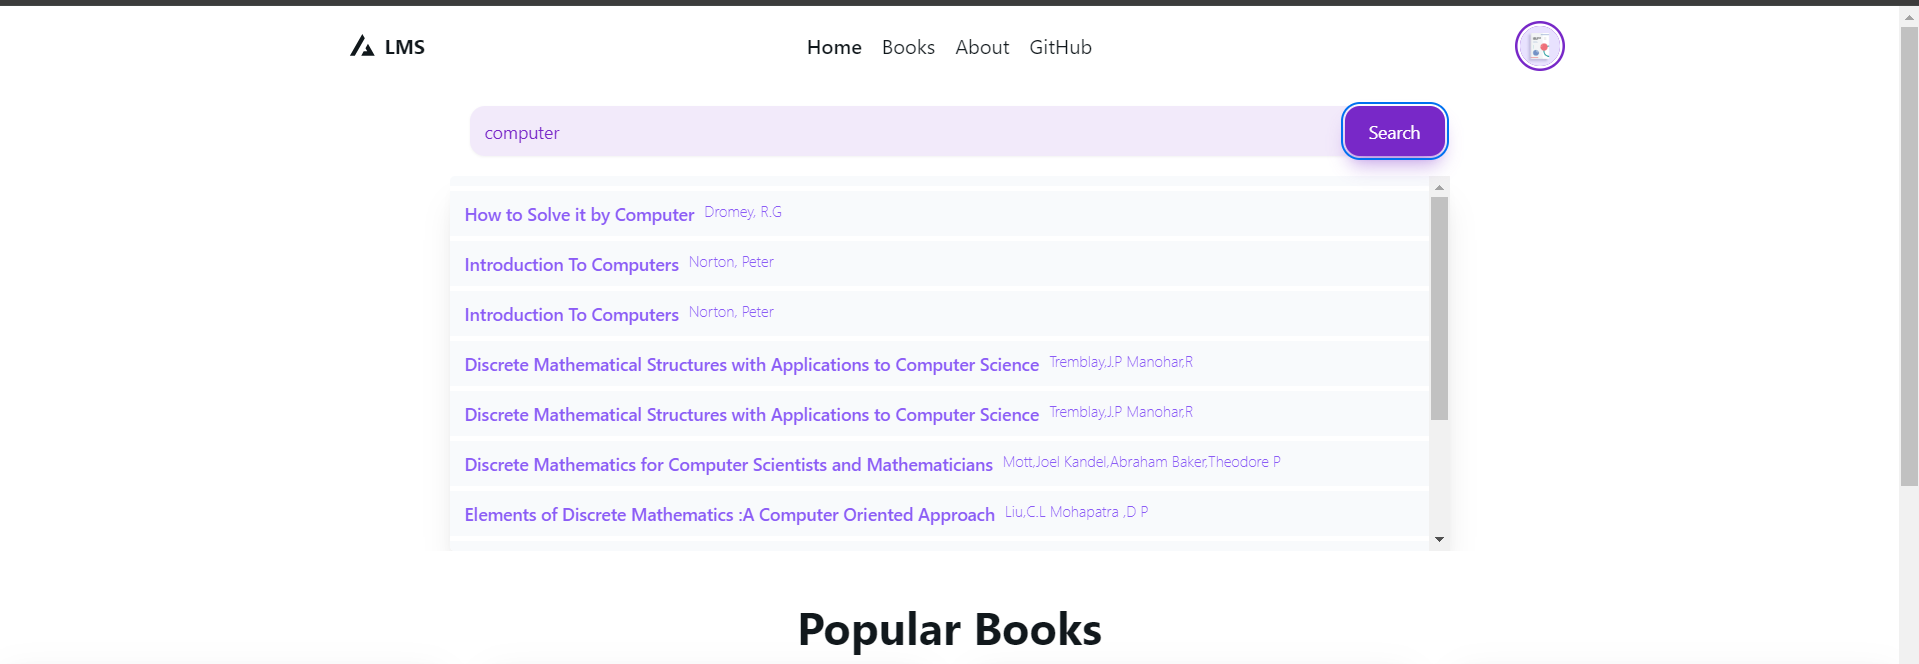 LMS
Home Books About GitHub
computer
Search
How to Solve it by Computer Dromey, R.G
Introduction To Computers Norton, Peter
Introduction To Computers Norton, Peter
Discrete Mathematical Structures with Applications to Computer Science Tremblay,J.P Manohar,R
Discrete Mathematical Structures with Applications to Computer Science Tremblay,J.P Manohar,R
Discrete Mathematics for Computer Scientists and Mathematicians Mott,Joel Kandel,Abraham Baker,Theodore P
Elements of Discrete Mathematics :A Computer Oriented Approach Liu,C.L Mohapatra ,D P
Popular Books